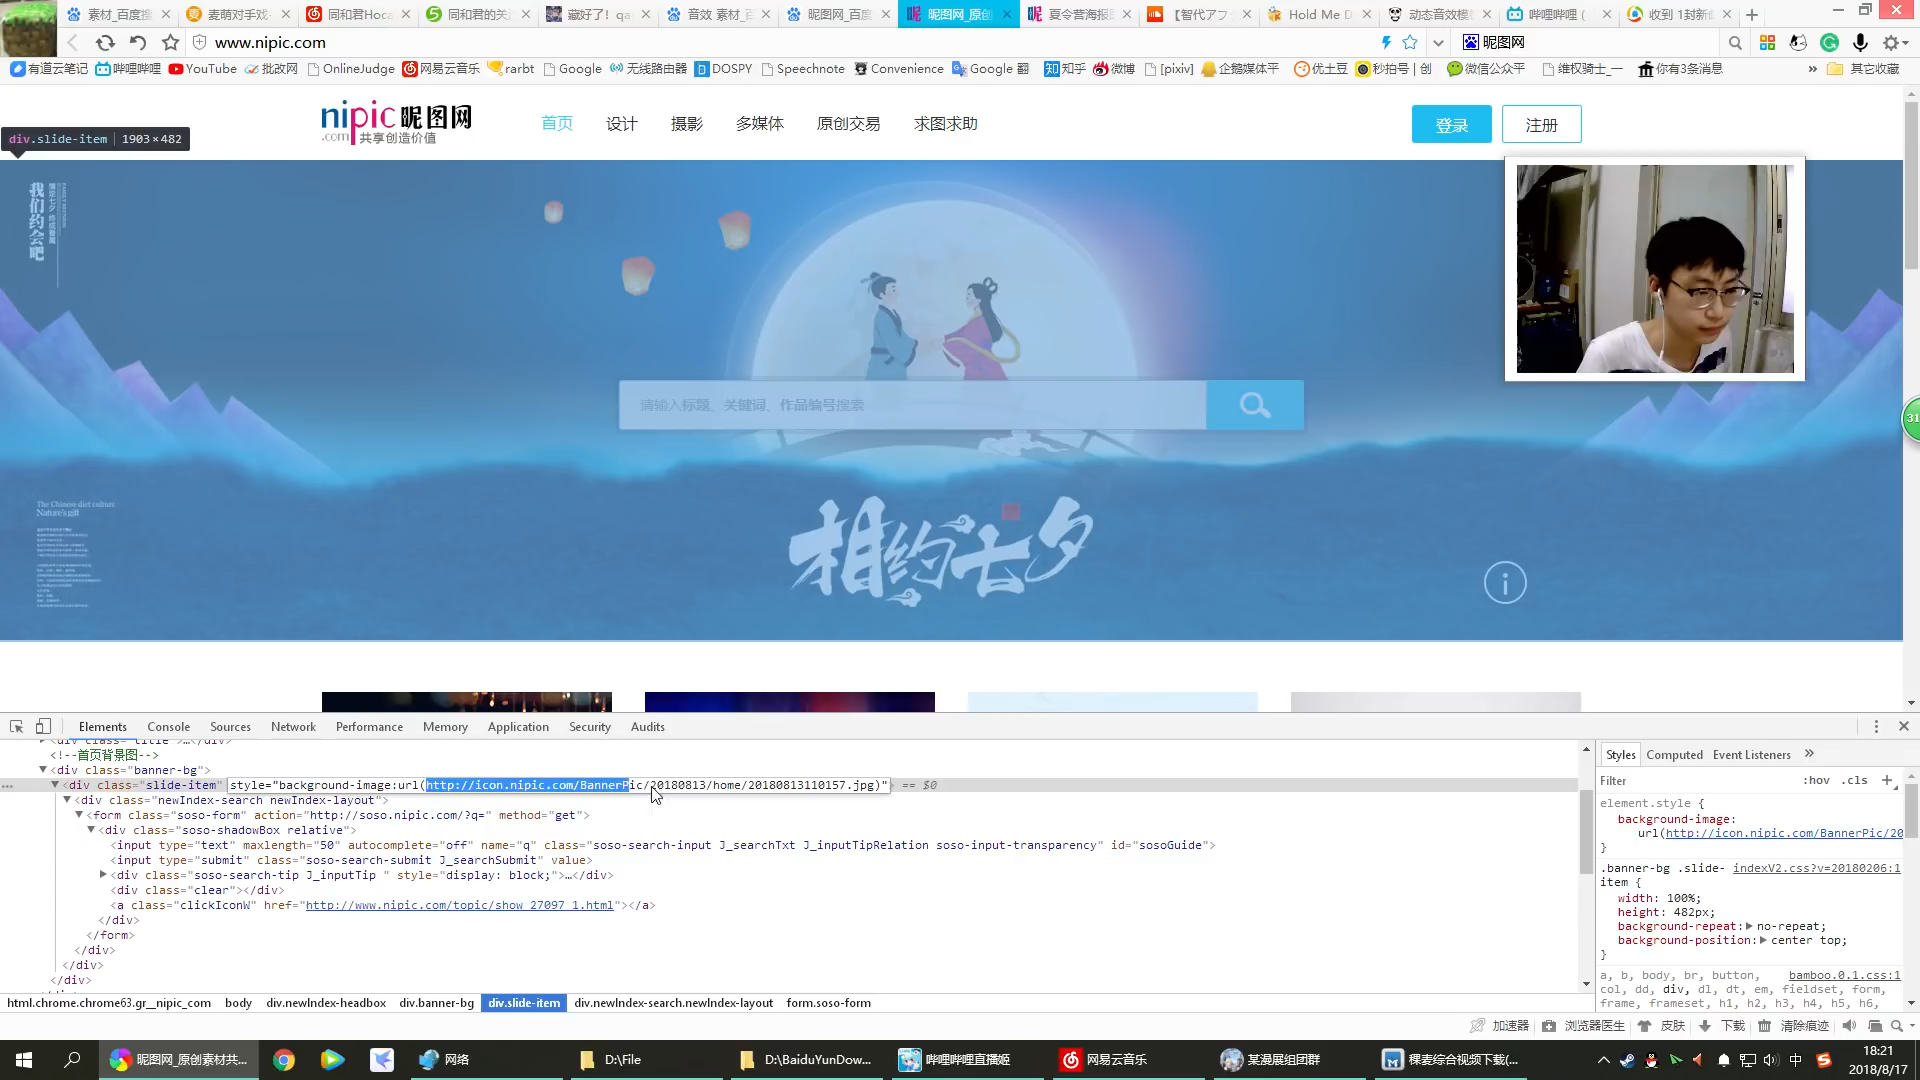 素材_百度搜
麦萌对手戏
同和君Hoca
同和君的关注
藏好了！qa
音效 素材_百
昵图网_百度
昵图网_原创
夏令营海报图
【智代アフ
Hold Me D
动态音效模
哔哩哔哩 (
收到 1封新
www.nipic.com
昵图网
有道云笔记
哔哩哔哩
YouTube
批改网
OnlineJudge
网易云音乐
rarbt
Google
无线路由器
DOSPY
Speechnote
Convenience
Google 翻
知乎
微博
[pixiv]
企鹅媒体平
优土豆
秒拍号 | 创
微信公众平
维权骑士_一
你有3条消息
其它收藏
nipic昵图网
.com 共享创造价值
首页
设计
摄影
多媒体
原创交易
求图求助
登录
注册
div.slide-item 1903×482
我们约会吧
请输入标题、关键词、作品编号搜索
The Chinese diet culture
Nature's gift
相约七夕
31
Elements
Console
Sources
Network
Performance
Memory
Application
Security
Audits
<!--首页背景图-->
<div class="banner-bg">
<div class="slide-item" style="background-image:url(http://icon.nipic.com/BannerPic/20180813/home/20180813110157.jpg)" == $0
<div class="newIndex-search newIndex-layout">
<form class="soso-form" action="http://soso.nipic.com/?q=" method="get">
<div class="soso-shadowBox relative">
<input type="text" maxlength="50" autocomplete="off" name="q" class="soso-search-input J_searchTxt J_inputTipRelation soso-input-transparency" id="sosoGuide">
<input type="submit" class="soso-search-submit J_searchSubmit" value>
<div class="soso-search-tip J_inputTip " style="display: block;">…</div>
<div class="clear"></div>
<a class="clickIconW" href="http://www.nipic.com/topic/show_27097_1.html"></a>
</div>
</form>
</div>
</div>
</div>
Styles
Computed
Event Listeners
»
Filter
:hov
.cls
+
element.style {
background-image:
url(http://icon.nipic.com/BannerPic/20
}
.banner-bg .slide-item {
indexV2.css?v=20180206:1
width: 100%;
height: 482px;
background-repeat: no-repeat;
background-position: center top;
}
a, b, body, br, button,
bamboo.0.1.css:1
col, dd, div, dl, dt, em, fieldset, form,
frame, frameset, h1, h2, h3, h4, h5, h6,
html.chrome.chrome63.gr__nipic_com
body
div.newIndex-headbox
div.banner-bg
div.slide-item
div.newIndex-search.newIndex-layout
form.soso-form
加速器
浏览器医生
皮肤
下载
清除痕迹
昵图网_原创素材共...
网络
D:\File
D:\BaiduYunDow...
哔哩哔哩直播姬
网易云音乐
某漫展组团群
稞麦综合视频下载(...
中
18:21
2018/8/17